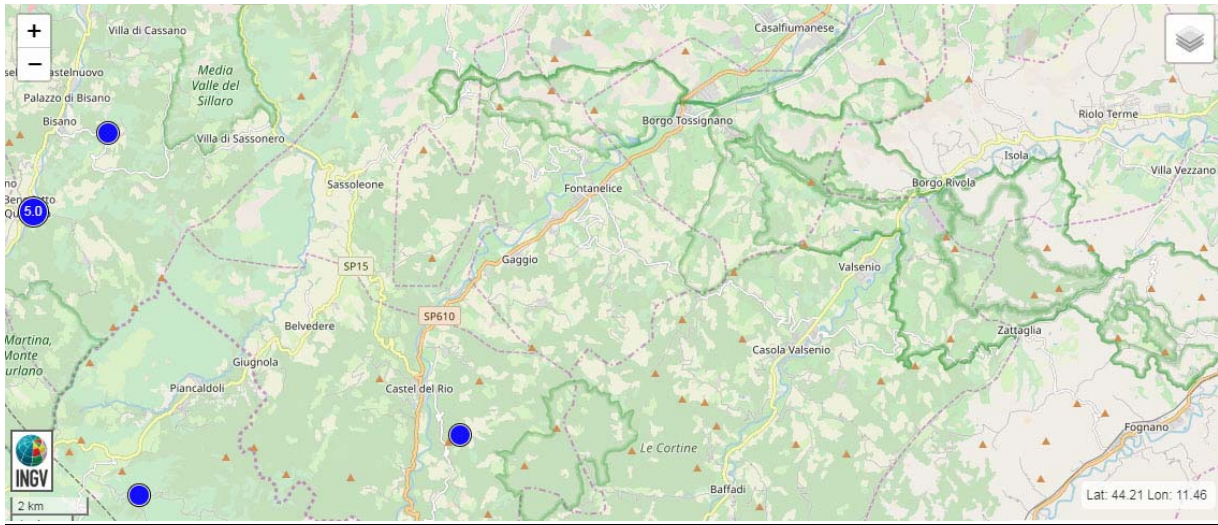 +
−
Villa di Cassano
Casalfiumanese
Media
Valle del
Sillaro
Palazzo di Bisano
Bisano
Villa di Sassonero
Borgo Tossignano
Riolo Terme
Isola
Villa Vezzano
Sassoleone
Fontanelice
Borgo Rivola
5.0
Gaggio
SP15
Valsenio
SP610
Belvedere
Zattaglia
Martina,
Monte
Giugnola
Casola Valsenio
Piancaldoli
Castel del Rio
Fognano
Le Cortine
INGV
Baffadi
2 km
Lat: 44.21 Lon: 11.46